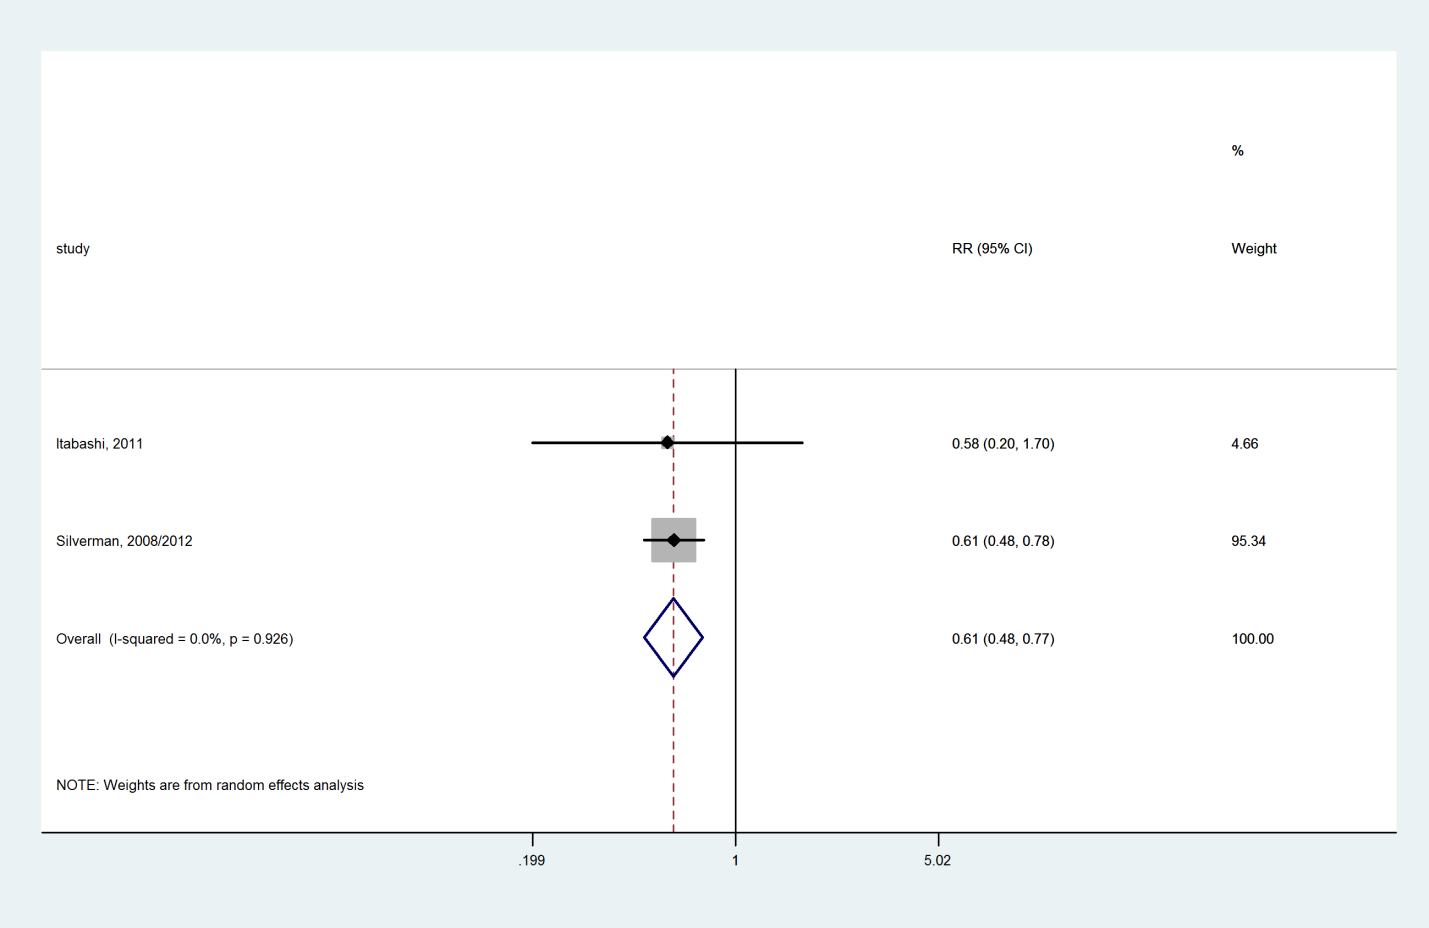 %
study RR (95% CI) Weight
Itabashi, 2011 0.58 (0.20, 1.70) 4.66
Silverman, 2008/2012 0.61 (0.48, 0.78) 95.34
Overall (I-squared = 0.0%, p = 0.926) 0.61 (0.48, 0.77) 100.00
NOTE: Weights are from random effects analysis
.199 1 5.02